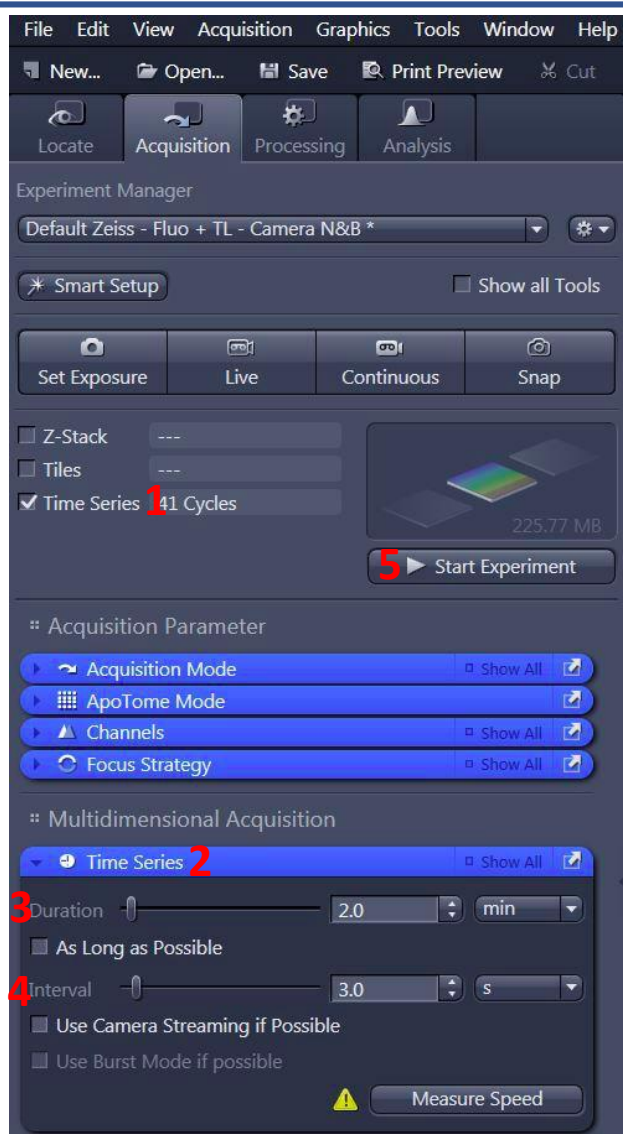 File Edit View Acquisition Graphics Tools Window Help
New... Open... Save Print Preview Cut
Locate Acquisition Processing Analysis
Experiment Manager
Default Zeiss - Fluo + TL - Camera N&B *
Smart Setup Show all Tools
Set Exposure Live Continuous Snap
Z-Stack ---
Tiles ---
Time Series 1 41 Cycles
225.77 MB
5 Start Experiment
Acquisition Parameter
Acquisition Mode Show All
ApoTome Mode
Channels Show All
Focus Strategy Show All
Multidimensional Acquisition
Time Series 2 Show All
3 Duration 2.0 min
As Long as Possible
4 Interval 3.0 s
Use Camera Streaming if Possible
Use Burst Mode if possible
Measure Speed